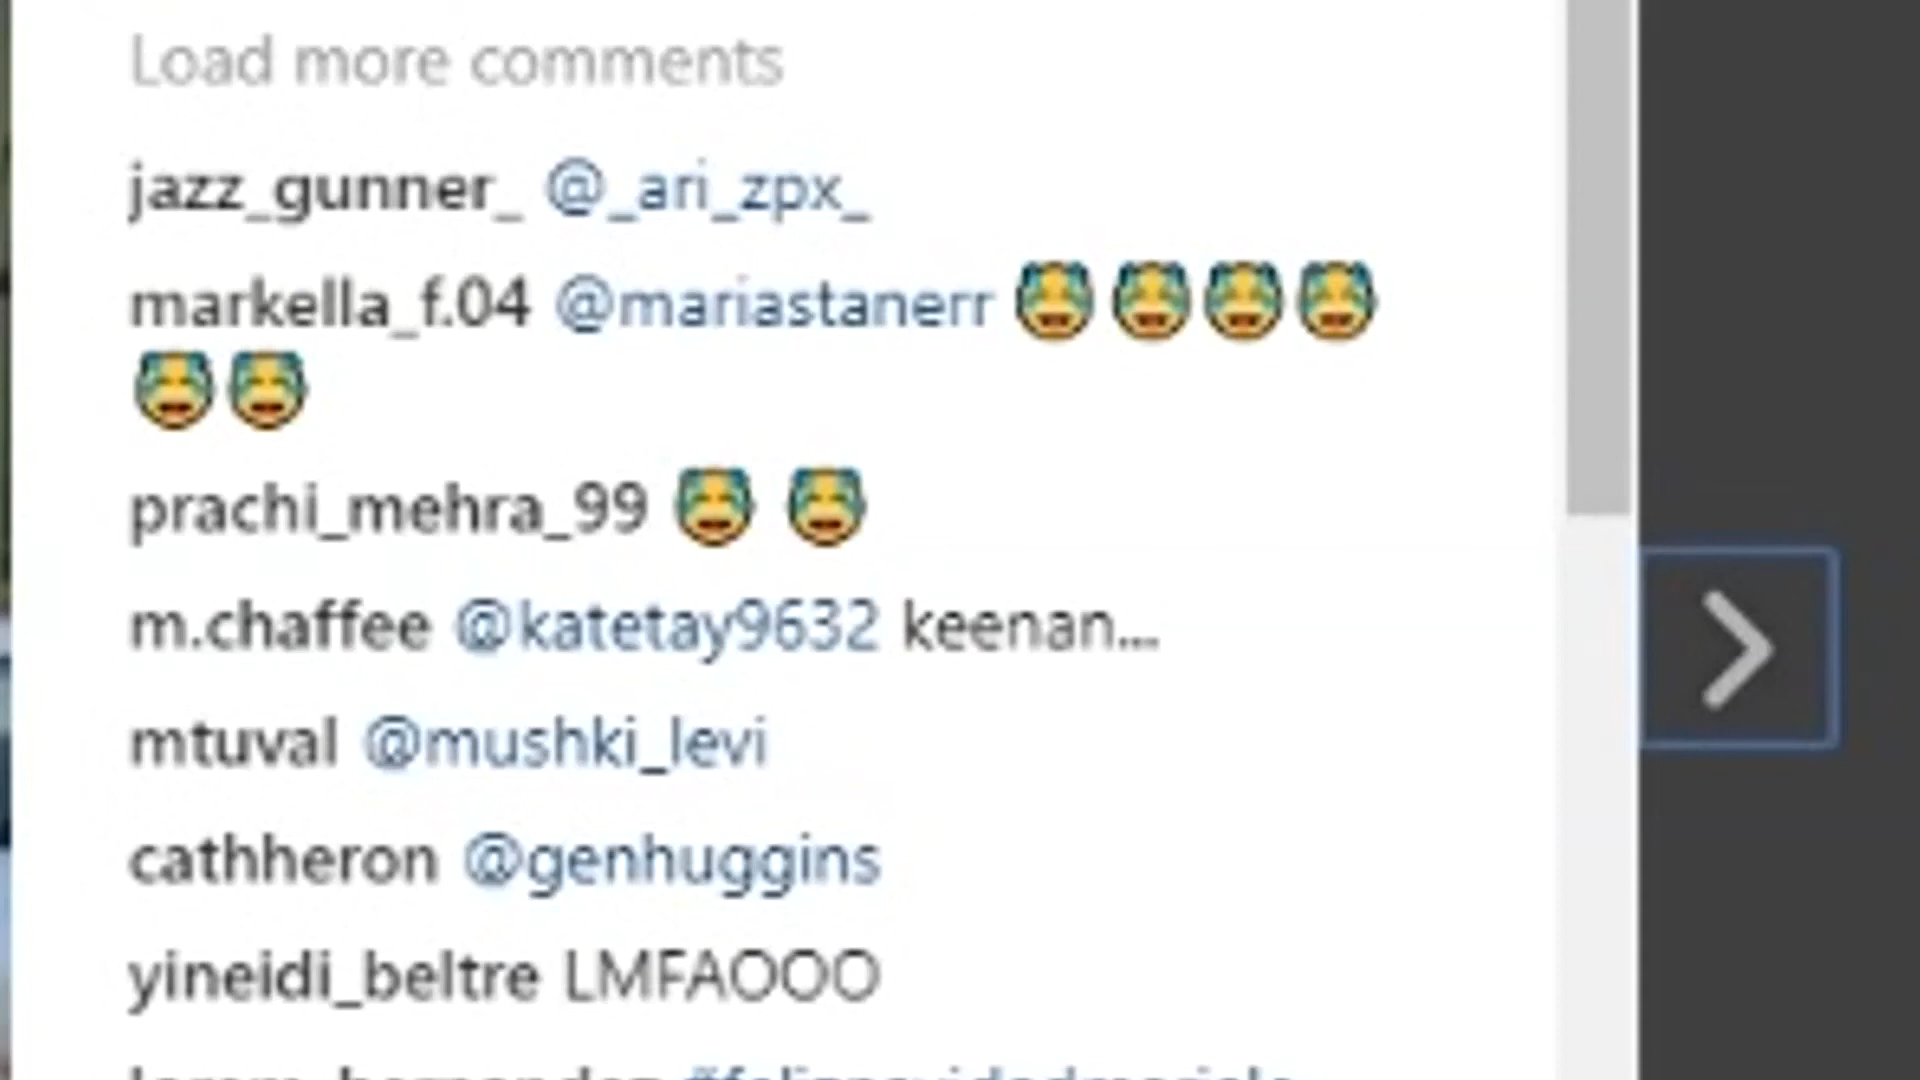 Load more comments
jazz_gunner_ @_ari_zpx_
markella_f.04 @mariastanerr 😂😂😂😂
😂😂
prachi_mehra_99 😂 😂
m.chaffee @katetay9632 keenan...
mtuval @mushki_levi
cathheron @genhuggins
yineidi_beltre LMFAOOO